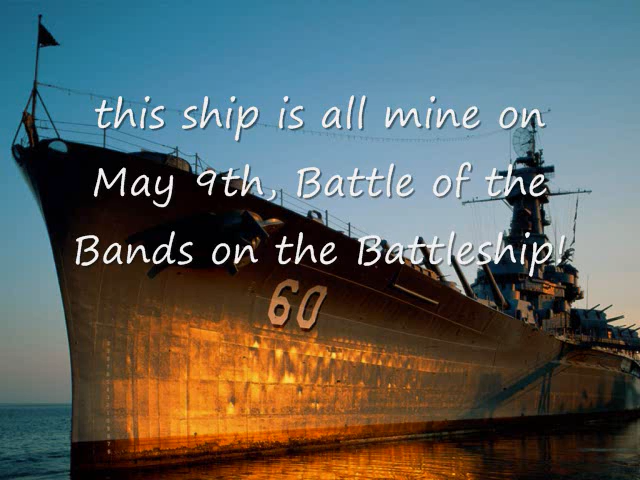 this ship is all mine on
May 9th, Battle of the
Bands on the Battleship!
60